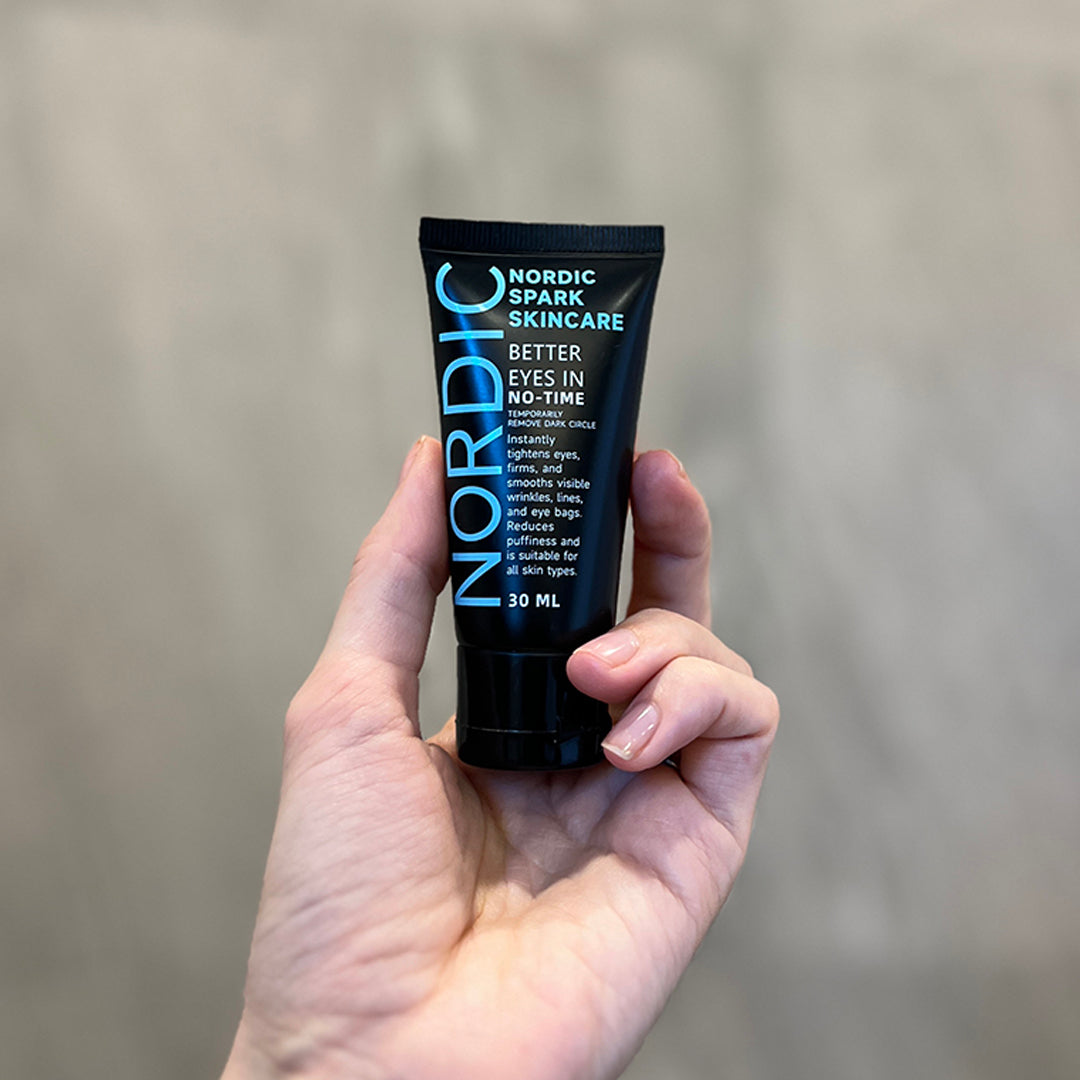 NORDIC
NORDIC
SPARK
SKINCARE
BETTER
EYES IN
NO-TIME
TEMPORARILY
REMOVE DARK CIRCLE
Instantly
tightens eyes,
firms, and
smooths visible
wrinkles, lines,
and eye bags.
Reduces
puffiness and
is suitable for
all skin types.
30 ML